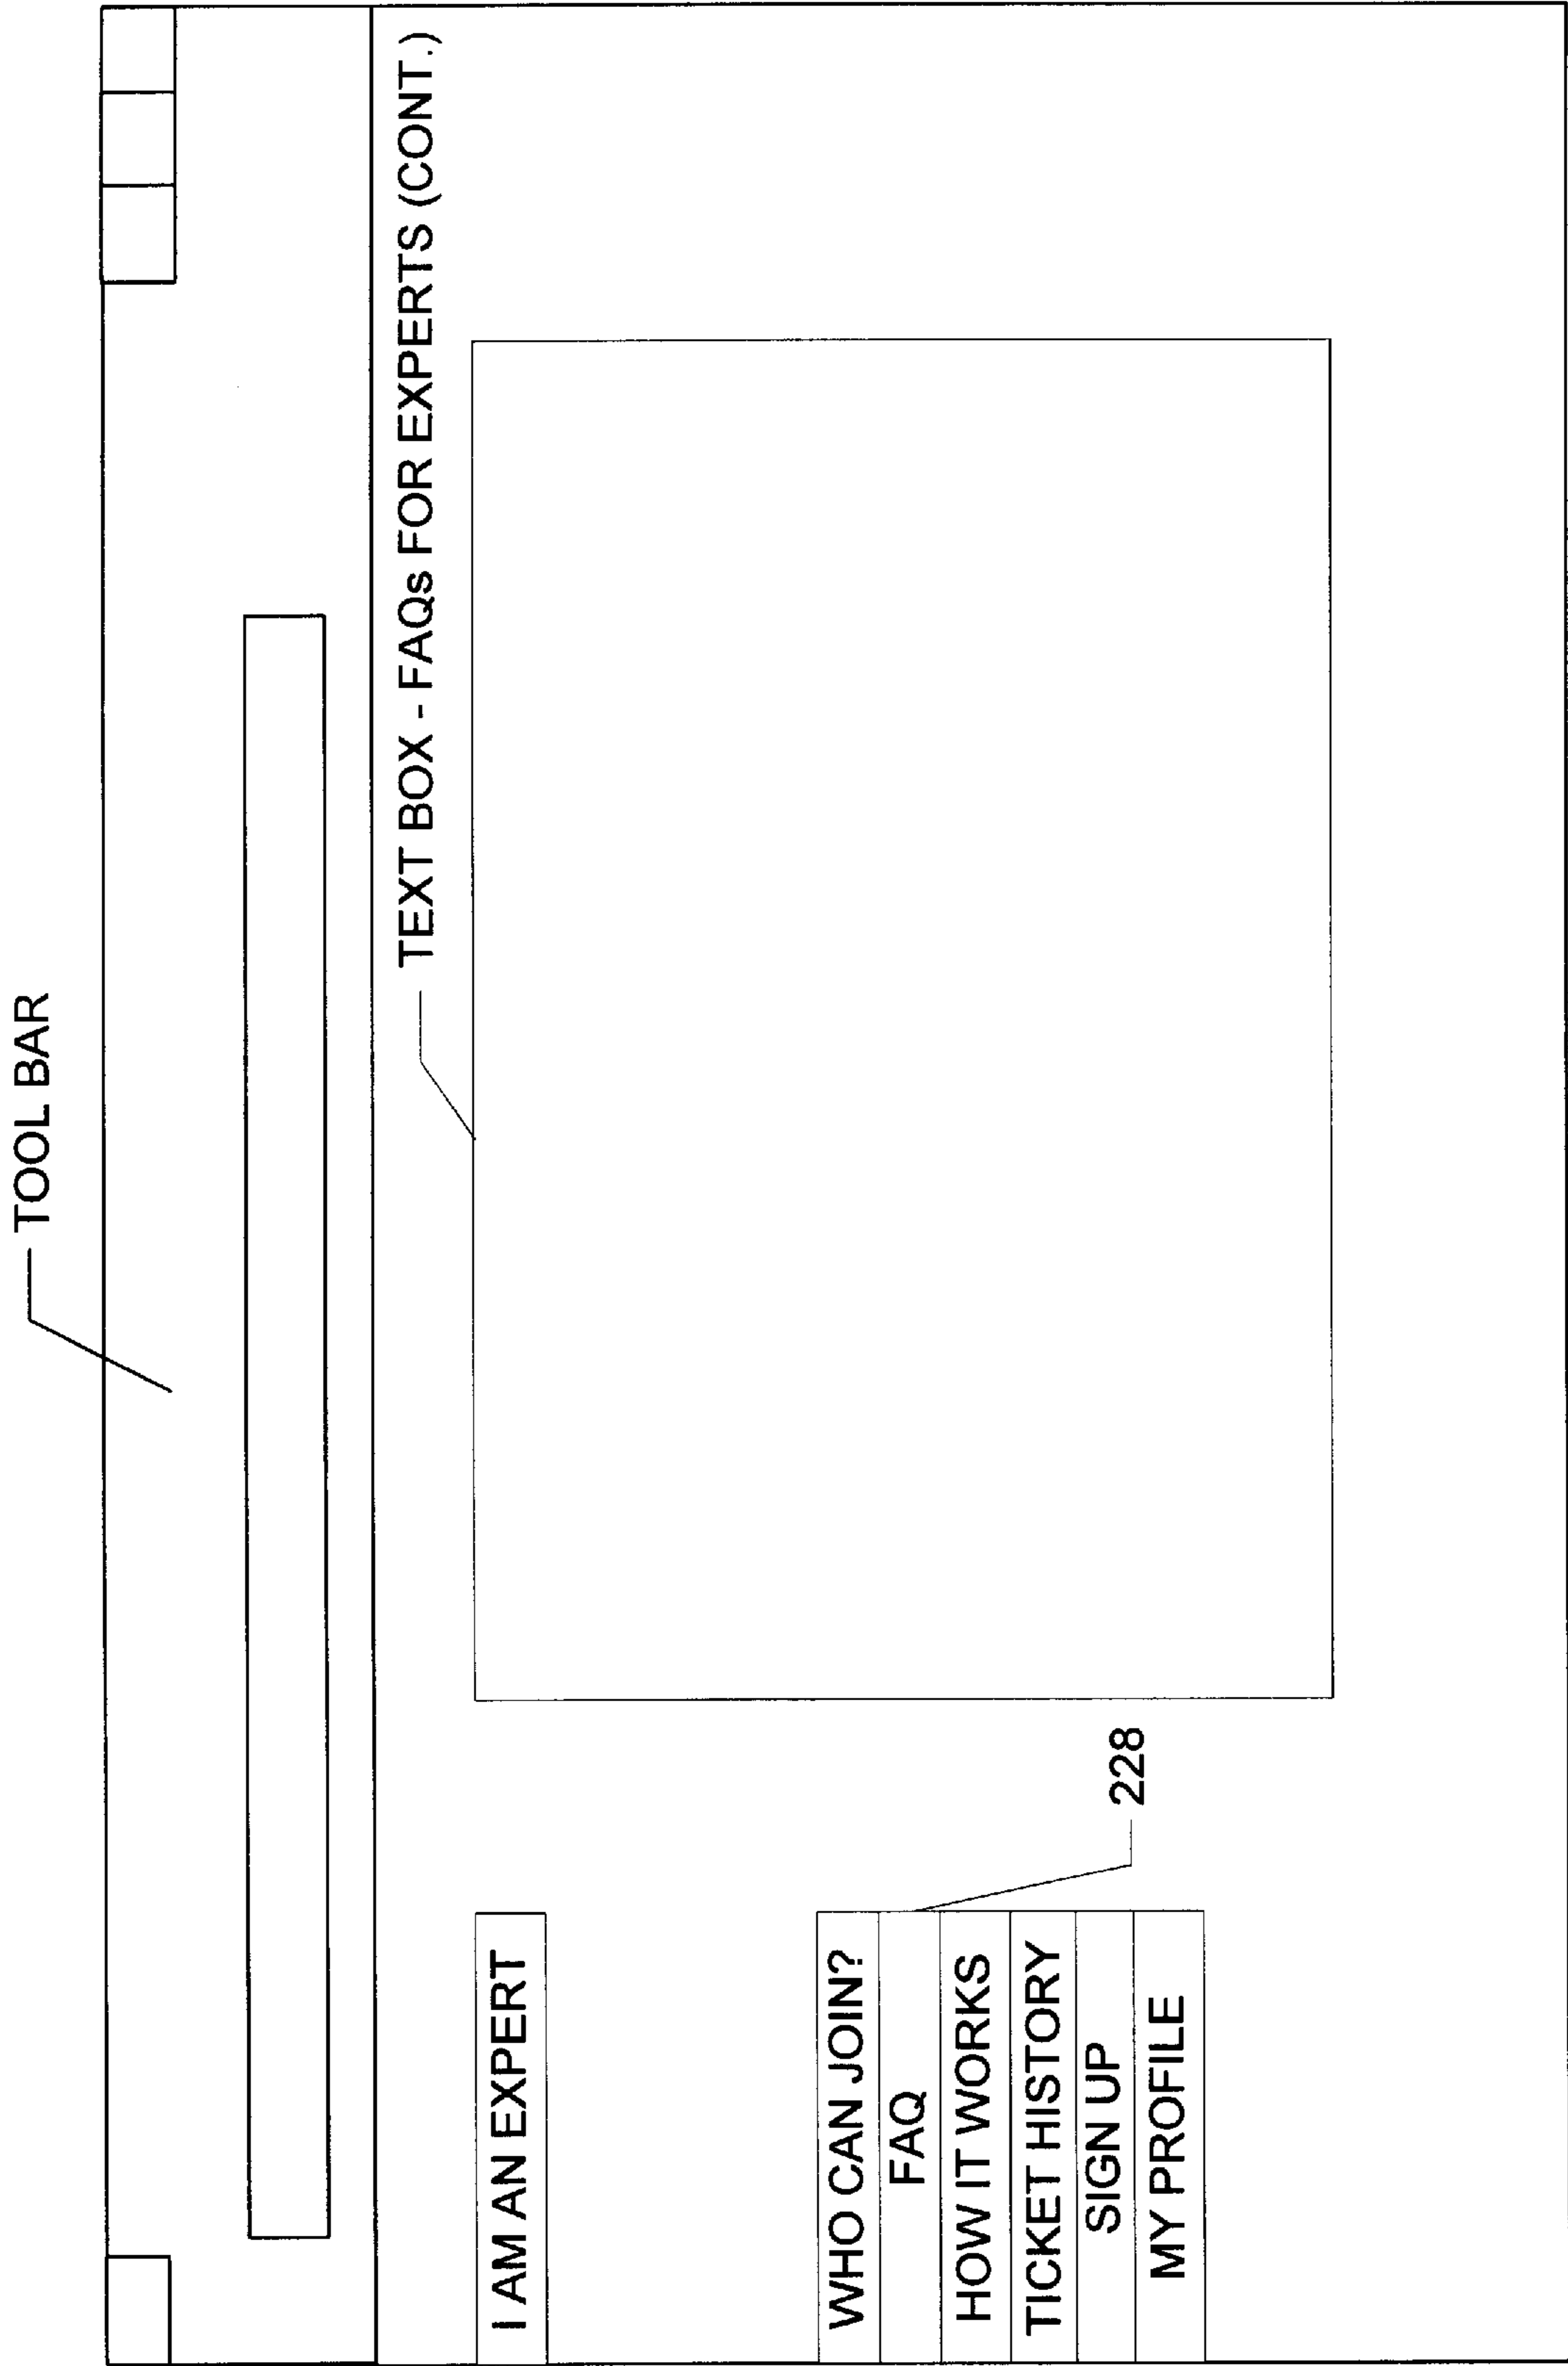 TOOL BAR
TEXT BOX - FAQs FOR EXPERTS (CONT.)
I AM AN EXPERT
228
WHO CAN JOIN?
FAQ
HOW IT WORKS
TICKET HISTORY
SIGN UP
MY PROFILE